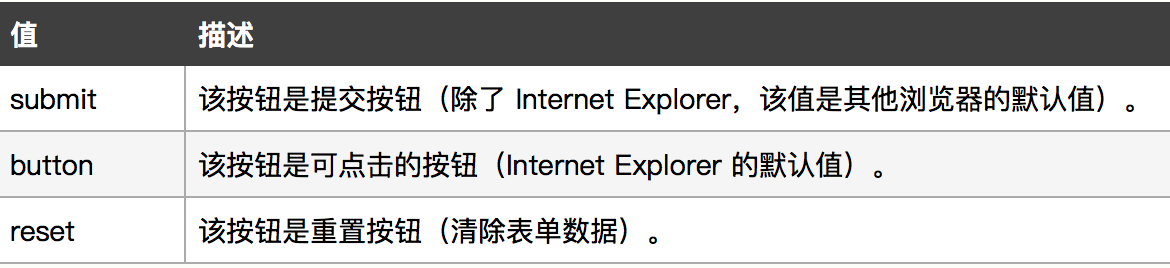 值 描述
submit 该按钮是提交按钮（除了 Internet Explorer，该值是其他浏览器的默认值）。
button 该按钮是可点击的按钮（Internet Explorer 的默认值）。
reset 该按钮是重置按钮（清除表单数据）。